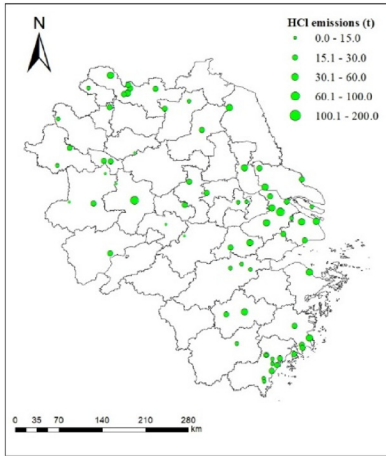 N
HCl emissions (t)
0.0 - 15.0
15.1 - 30.0
30.1 - 60.0
60.1 - 100.0
100.1 - 200.0
0 35 70 140 210 280
km